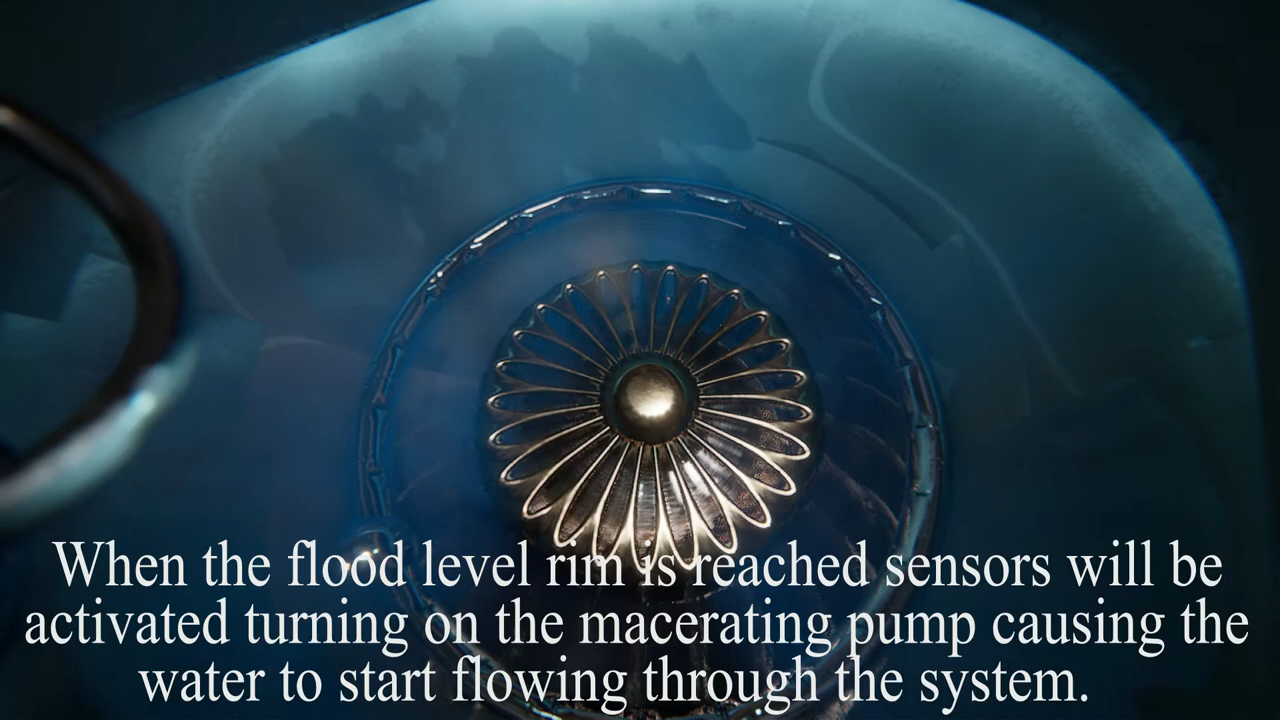 When the flood level rim is reached sensors will be
activated turning on the macerating pump causing the
water to start flowing through the system.